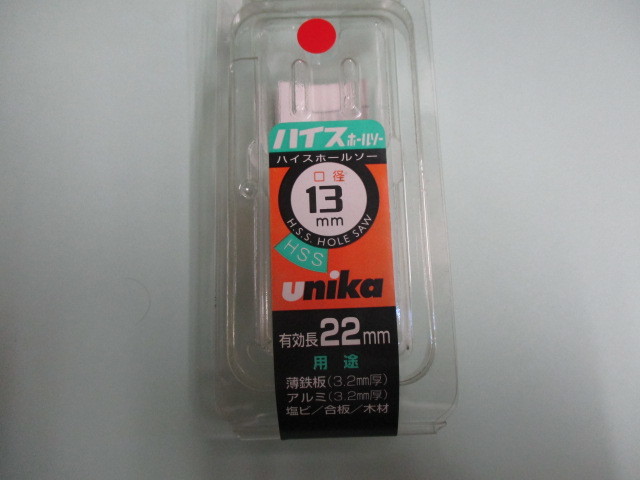 ハイス ホールソー
ハイスホールソー
口径
13
mm
H.S.S. HOLE SAW
HSS
unika
有効長22mm
用途
薄鉄板(3.2mm厚)
アルミ(3.2mm厚)
塩ビ/合板/木材